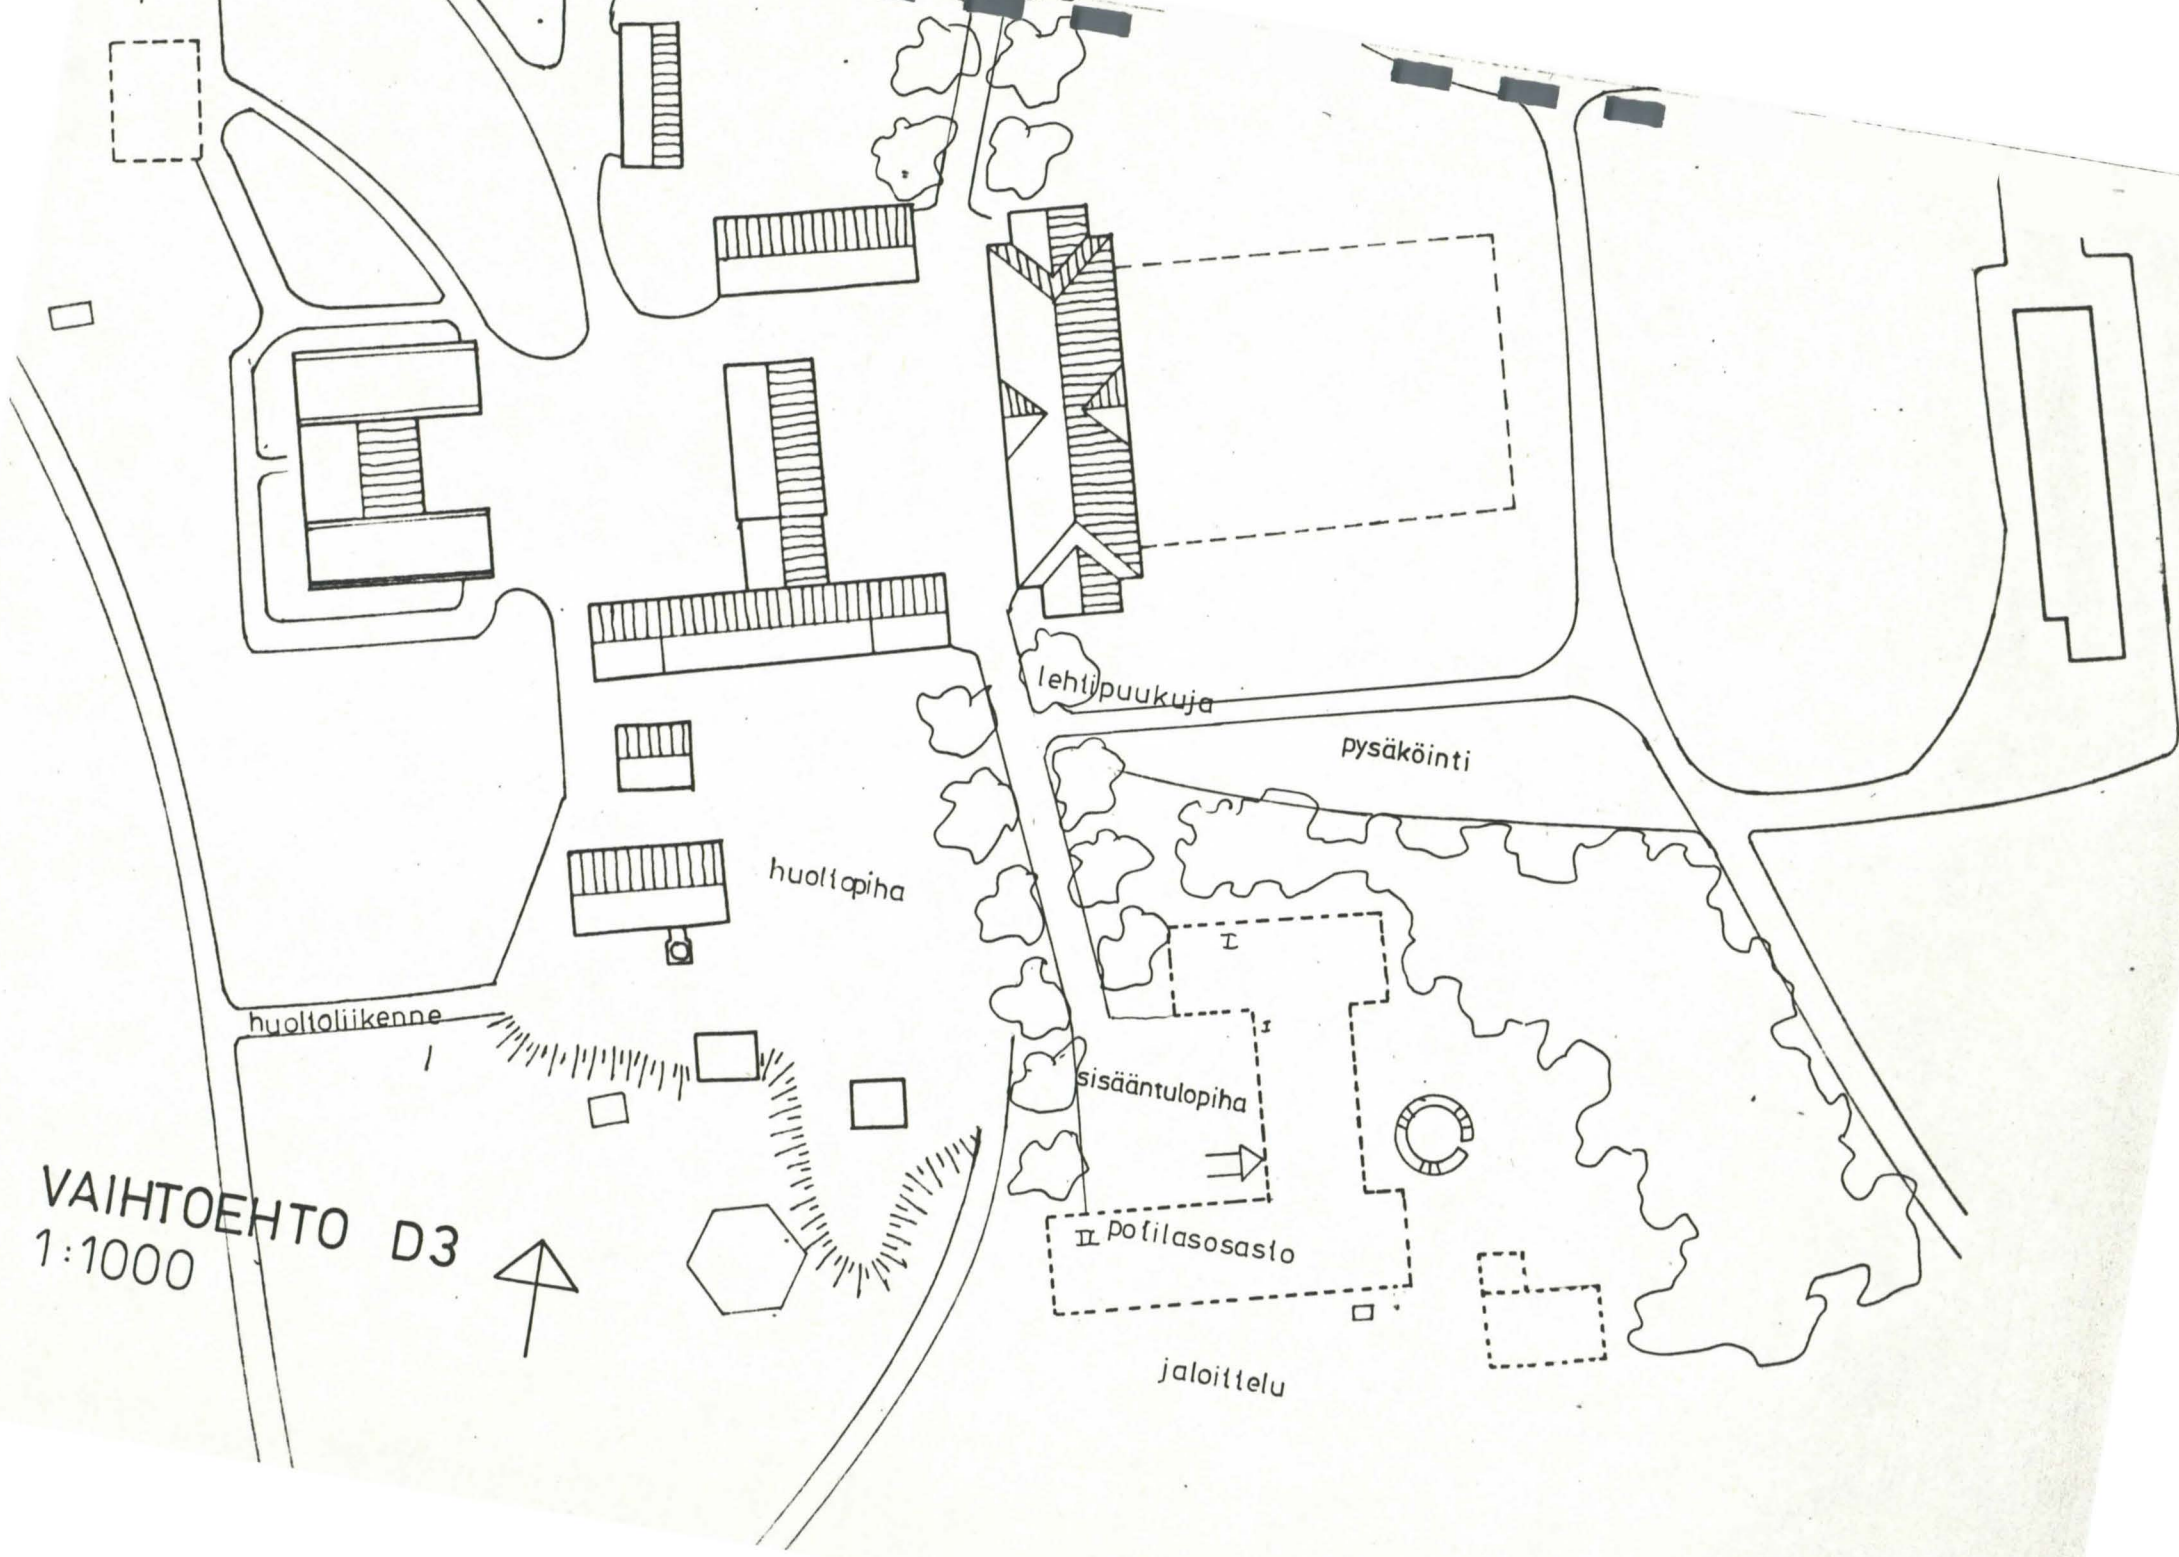 lehtipuukuja
pysäköinti
huoltopiha
I
huoltoliikenne
I
sisääntulopiha
VAIHTOEHTO D3
1:1000
II potilasosasto
jaloittelu